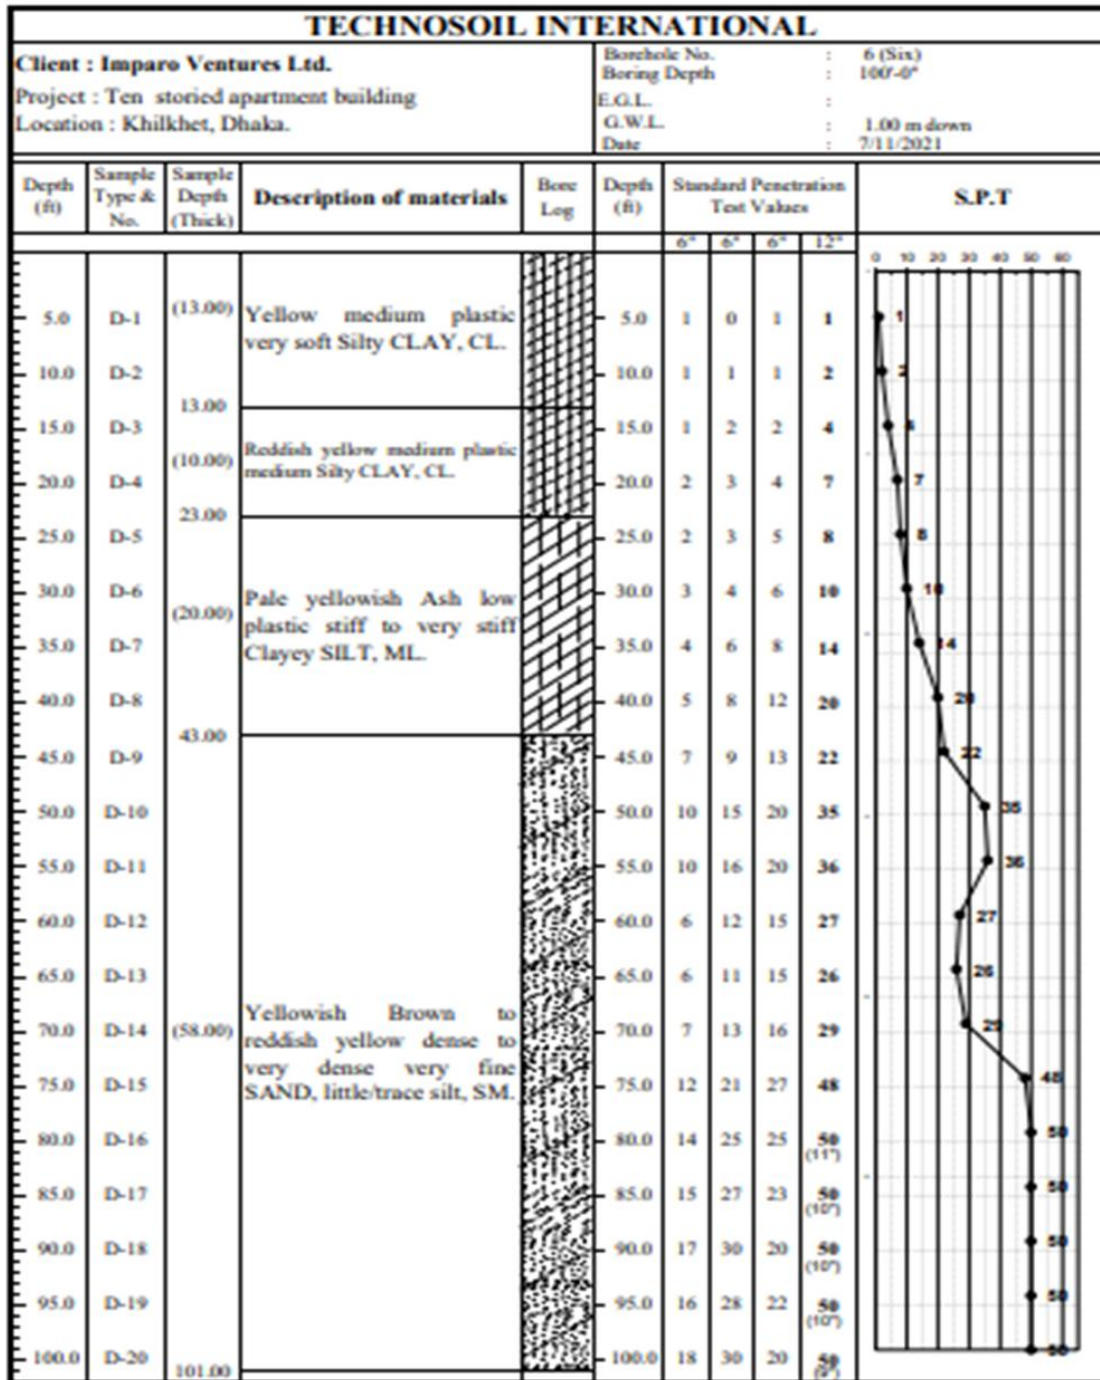 TECHNOSOIL INTERNATIONAL
Client : Imparo Ventures Ltd.
Project : Ten storied apartment building
Location : Khilkhet, Dhaka.
Borehole No. : 6 (Six)
Boring Depth : 100'-0"
E.G.L. :
G.W.L. : 1.00 m down
Date : 7/11/2021
Depth (ft) Sample Type & No. Sample Depth (Thick) Description of materials Bore Log Depth (ft) Standard Penetration Test Values S.P.T
6" 6" 6" 12"
0 10 20 30 40 50 60
(13.00) Yellow medium plastic
5.0 D-1 5.0 1 0 1 1 1
very soft Silty CLAY, CL.
10.0 D-2 10.0 1 1 1 2 2
13.00
15.0 D-3 15.0 1 2 2 4
Reddish yellow medium plastic
(10.00) medium Silty CLAY, CL.
20.0 D-4 20.0 2 3 4 7 7
23.00
25.0 D-5 25.0 2 3 5 8 8
30.0 D-6 30.0 3 4 6 10 10
Pale yellowish Ash low
(20.00) plastic stiff to very stiff
35.0 D-7 35.0 4 6 8 14 14
Clayey SILT, ML.
40.0 D-8 40.0 5 8 12 20 20
43.00
45.0 D-9 45.0 7 9 13 22 22
50.0 D-10 50.0 10 15 20 35 35
55.0 D-11 55.0 10 16 20 36 36
60.0 D-12 60.0 6 12 15 27 27
65.0 D-13 65.0 6 11 15 26 26
Yellowish Brown to
70.0 D-14 (58.00) reddish yellow dense to 70.0 7 13 16 29 29
very dense very fine
75.0 D-15 SAND, little/trace silt, SM. 75.0 12 21 27 48 48
80.0 D-16 80.0 14 25 25 50 50
(11")
85.0 D-17 85.0 15 27 23 50 50
(10")
90.0 D-18 90.0 17 30 20 50 50
(10")
95.0 D-19 95.0 16 28 22 50 50
(10")
100.0 D-20 100.0 18 30 20 50 50
101.00